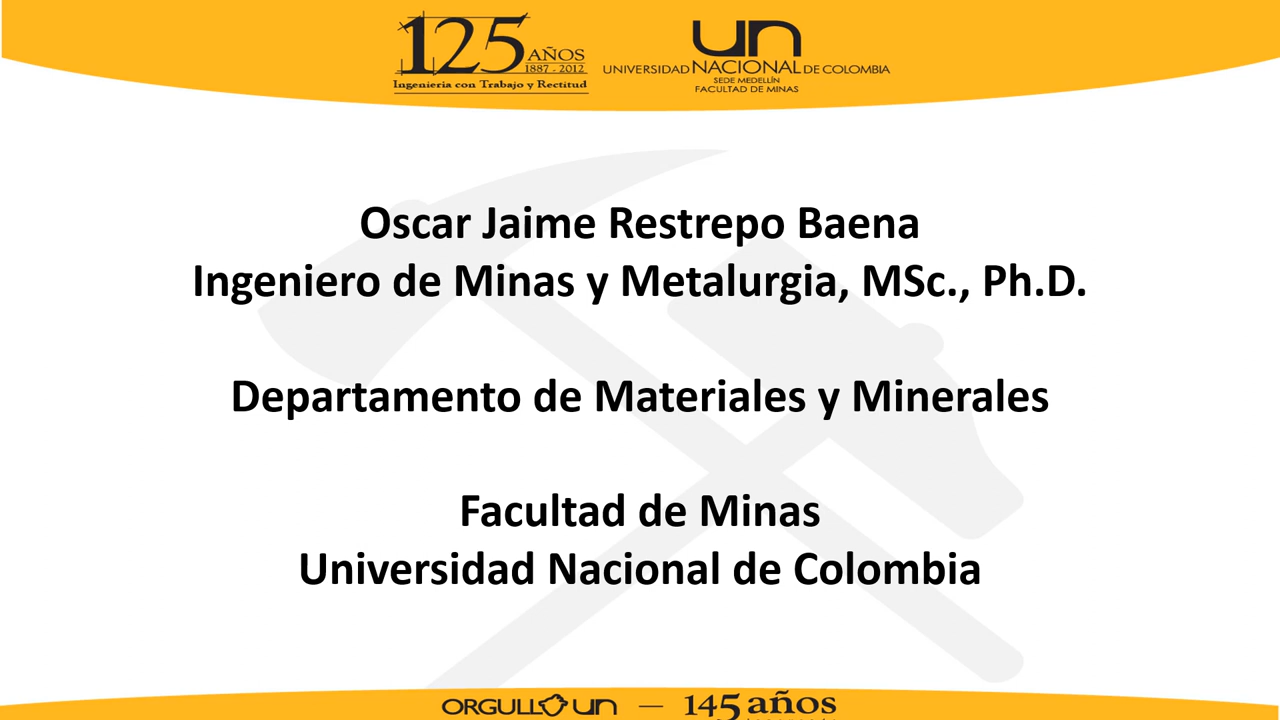 125 AÑOS
1887 - 2012
Ingeniería con Trabajo y Rectitud
un
UNIVERSIDAD NACIONAL DE COLOMBIA
SEDE MEDELLÍN
FACULTAD DE MINAS
Oscar Jaime Restrepo Baena
Ingeniero de Minas y Metalurgia, MSc., Ph.D.
Departamento de Materiales y Minerales
Facultad de Minas
Universidad Nacional de Colombia
ORGULLO UN — 145 años